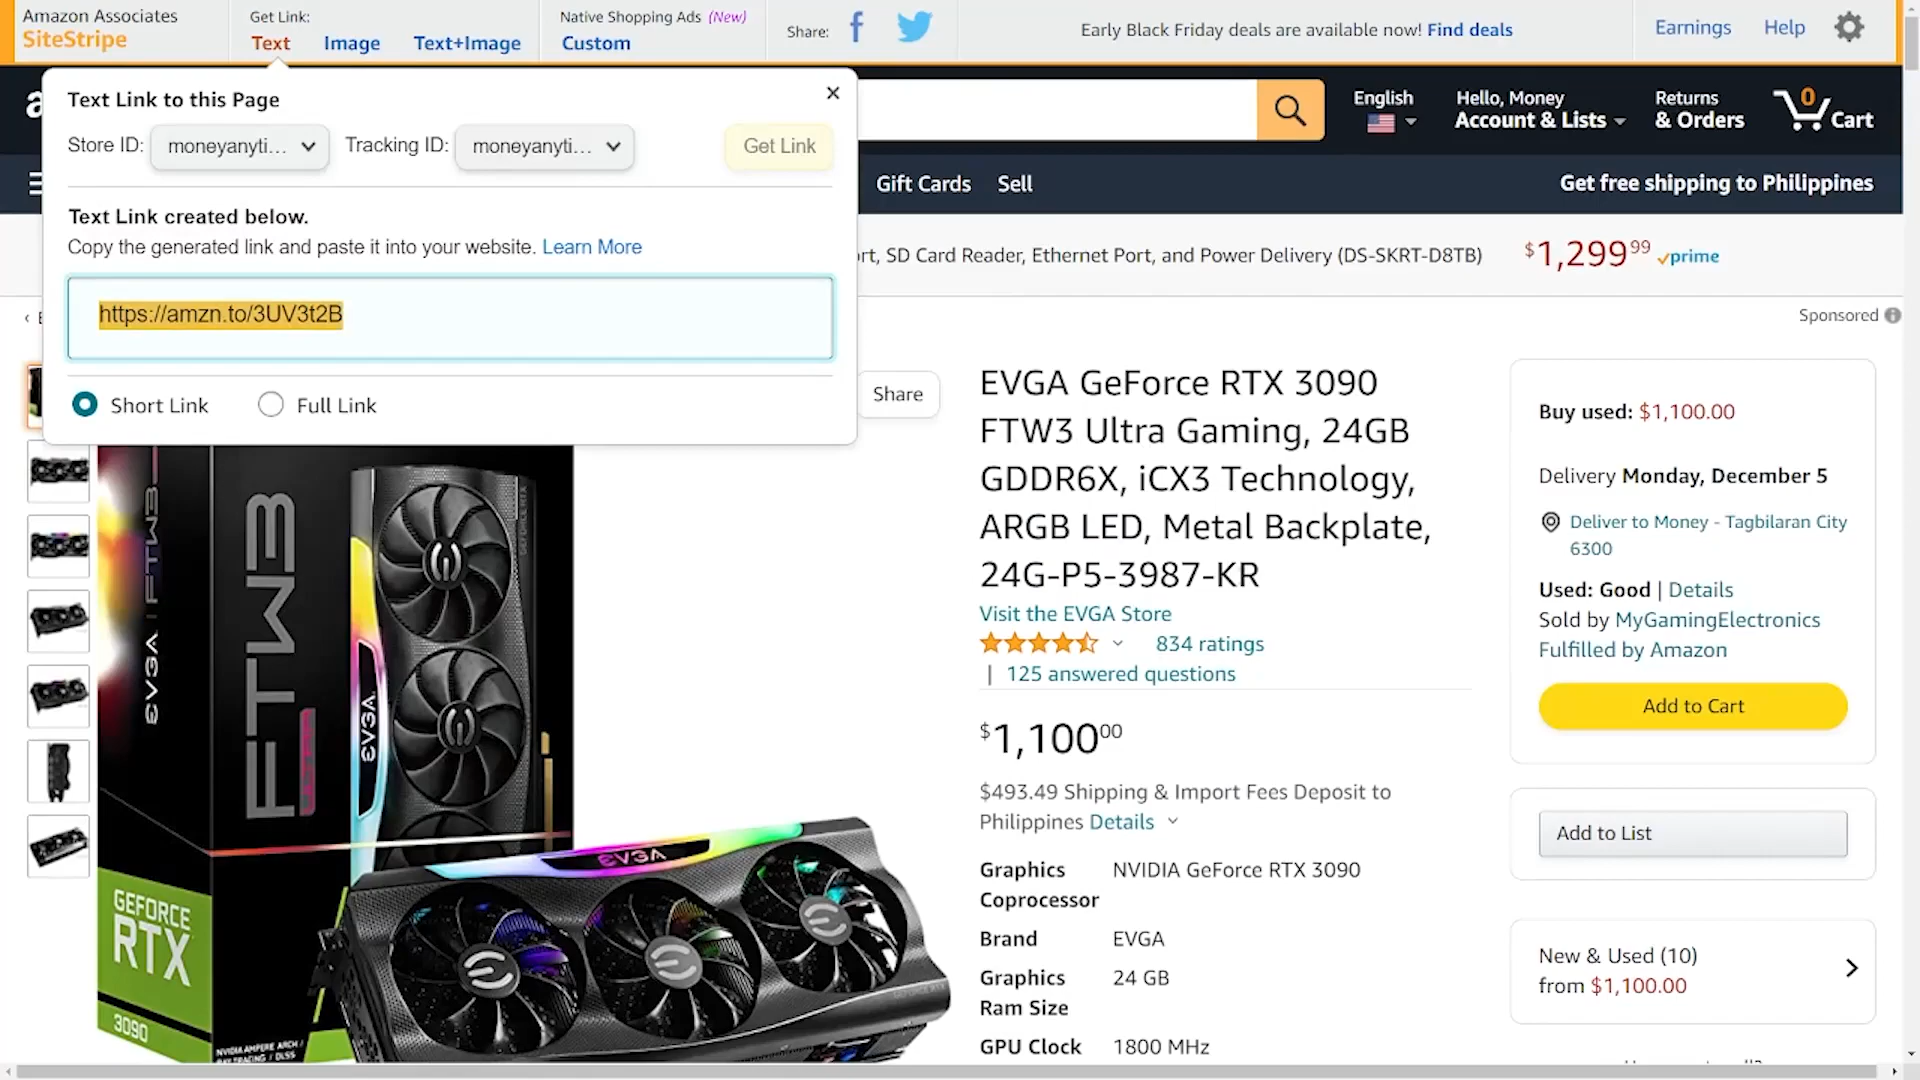 Amazon Associates
SiteStripe
Get Link:
Text
Image
Text+Image
Native Shopping Ads (New)
Custom
Share:
Early Black Friday deals are available now! Find deals
Earnings
Help
Text Link to this Page
Store ID:
moneyanyti...
Tracking ID:
moneyanyti...
Get Link
Text Link created below.
Copy the generated link and paste it into your website. Learn More
https://amzn.to/3UV3t2B
Short Link
Full Link
English
Hello, Money
Account & Lists
Returns
& Orders
0
Cart
Gift Cards
Sell
Get free shipping to Philippines
SD Card Reader, Ethernet Port, and Power Delivery (DS-SKRT-D8TB)
$1,299.99
prime
Sponsored
Share
EVGA GeForce RTX 3090
FTW3 Ultra Gaming, 24GB
GDDR6X, iCX3 Technology,
ARGB LED, Metal Backplate,
24G-P5-3987-KR
Visit the EVGA Store
834 ratings
| 125 answered questions
$1,100.00
$493.49 Shipping & Import Fees Deposit to
Philippines Details
Graphics
Coprocessor
NVIDIA GeForce RTX 3090
Brand
EVGA
Graphics
Ram Size
24 GB
GPU Clock
1800 MHz
Buy used: $1,100.00
Delivery Monday, December 5
Deliver to Money - Tagbilaran City
6300
Used: Good | Details
Sold by MyGamingElectronics
Fulfilled by Amazon
Add to Cart
Add to List
New & Used (10)
from $1,100.00
EVGA | FTW3
FTW3
ULTRA
EVGA
EVGA
GEFORCE
RTX
3090
NVIDIA AMPERE ARCH /
RAY TRACING / DLSS